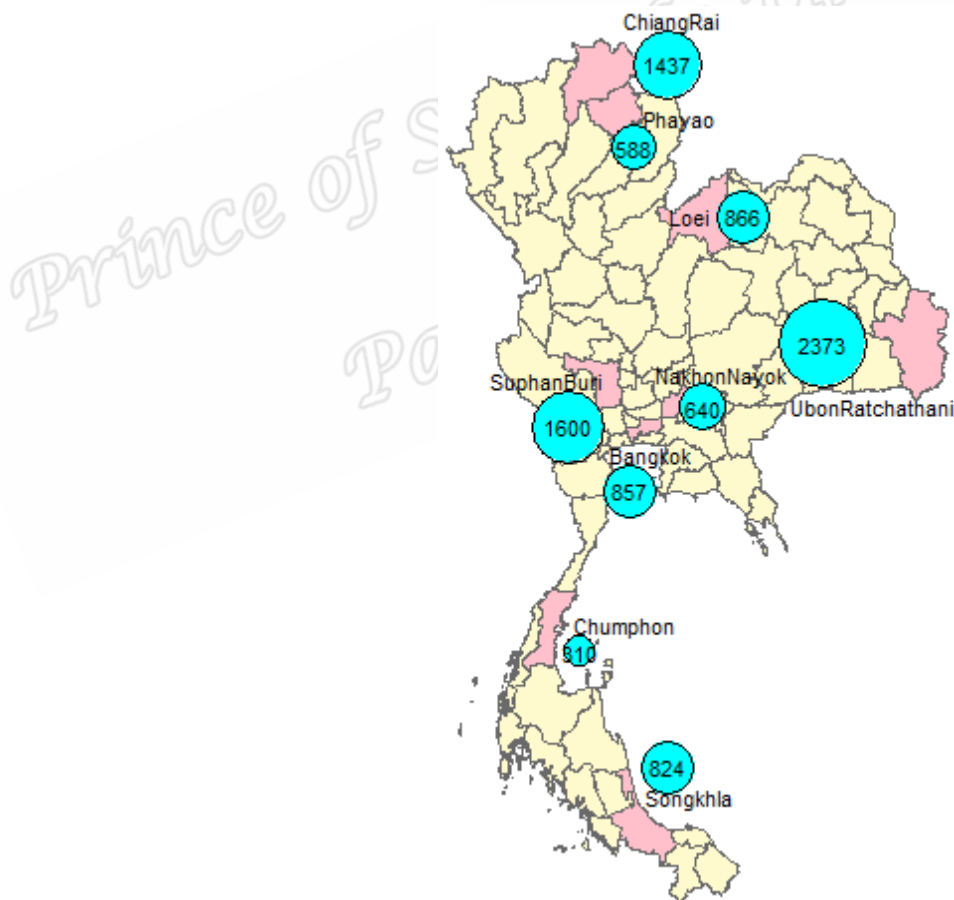 ChiangRai
1437
Phayao
588
Loei
866
2373
NakhonNayok
SuphanBuri
640
UbonRatchathani
1600
Bangkok
857
Chumphon
310
824
Songkhla
Prince of